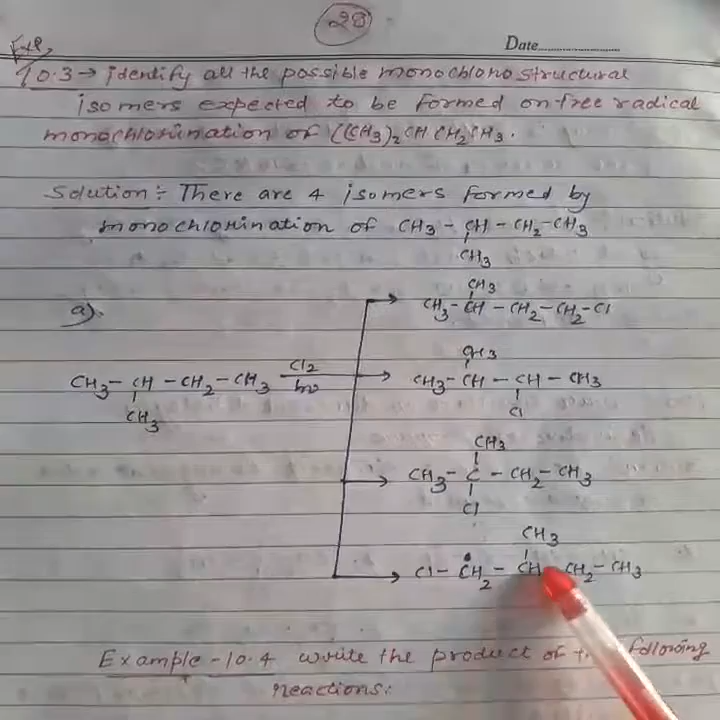 28
Exp.
Date
10.3 → identify all the possible monochloro structural
isomers expected to be formed on free radical
monochlorination of ((CH3)2CH CH2CH3.
Solution: There are 4 isomers formed by
monochlorination of CH3 - CH - CH2 - CH3
CH3
CH3
a).
CH3 - CH - CH2 - CH2 - Cl
CH3
CH3 - CH - CH2 - CH3 Cl2 hν
CH3
CH3 - CH - CH - CH3
Cl
CH3
CH3 - C - CH2 - CH3
Cl
CH3
Cl - CH2 - CH CH2 - CH3
Example - 10.4 write the product of following
reactions: